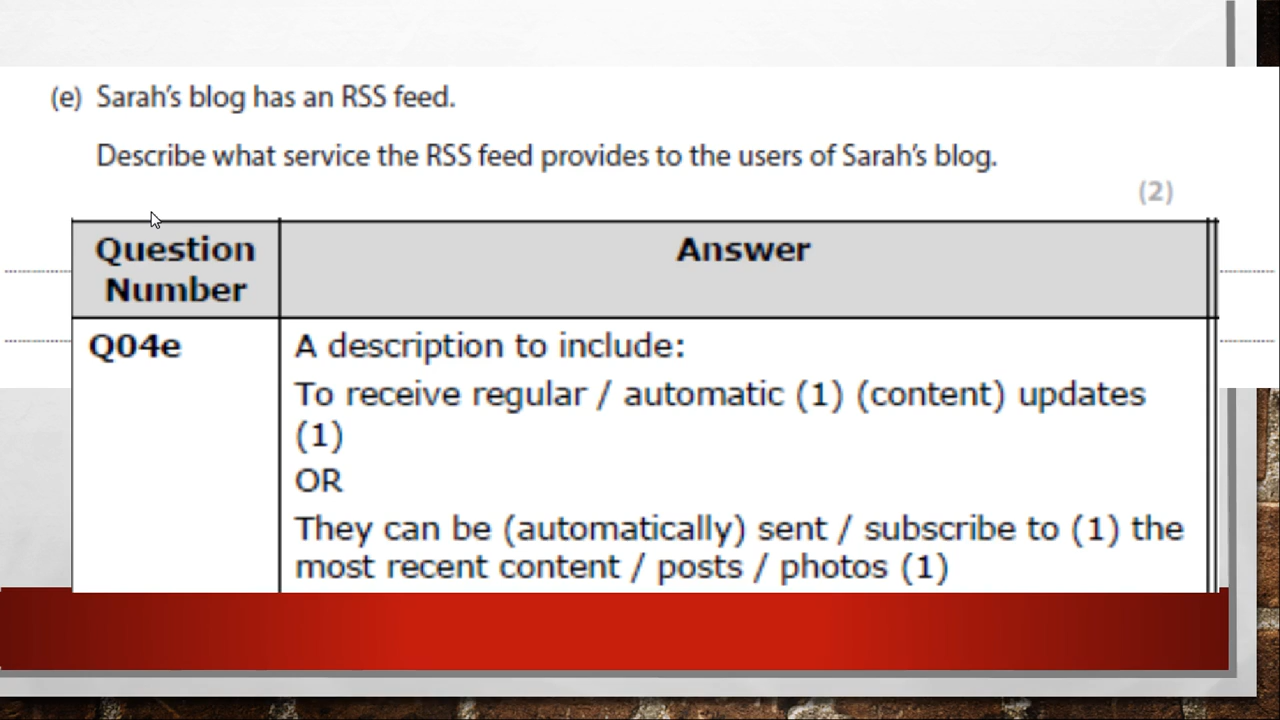 (e) Sarah's blog has an RSS feed.
Describe what service the RSS feed provides to the users of Sarah's blog.
(2)
Question
Number
Answer
Q04e
A description to include:
To receive regular / automatic (1) (content) updates
(1)
OR
They can be (automatically) sent / subscribe to (1) the
most recent content / posts / photos (1)